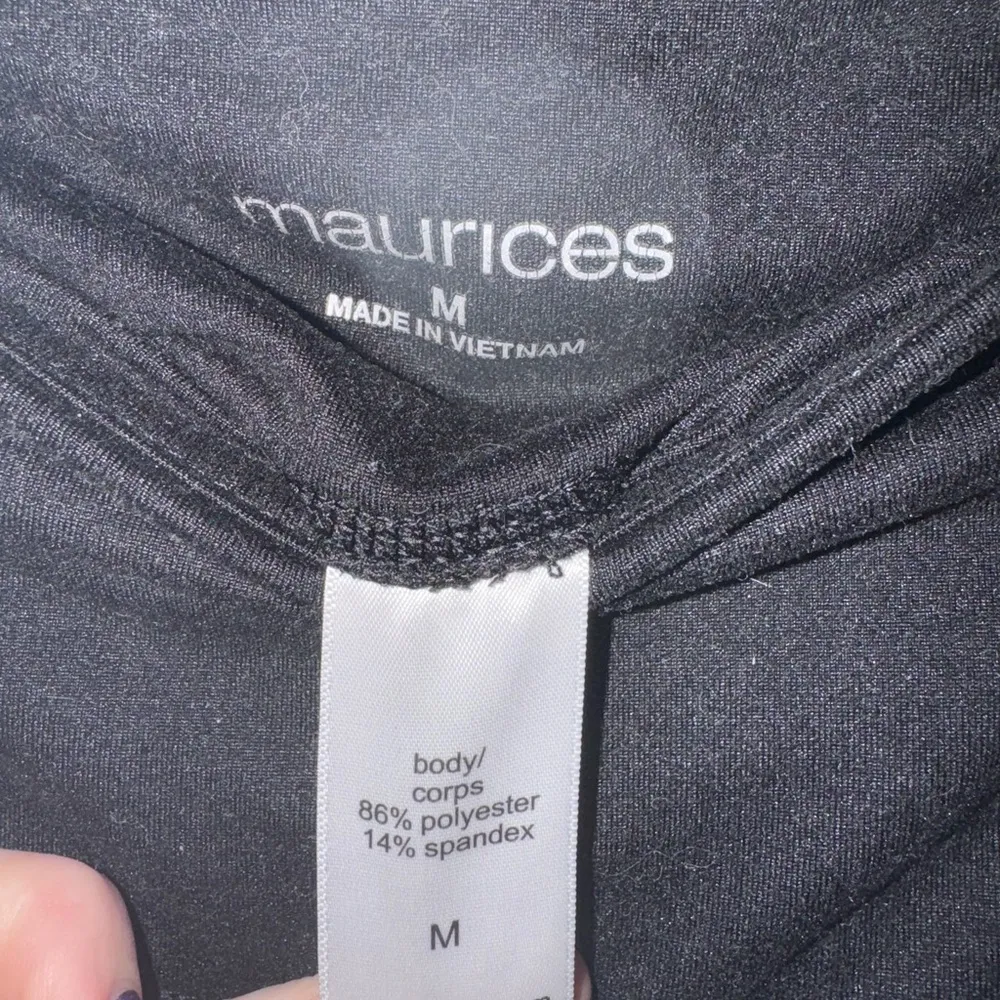 maurices
M
MADE IN VIETNAM
body/
corps
86% polyester
14% spandex
M